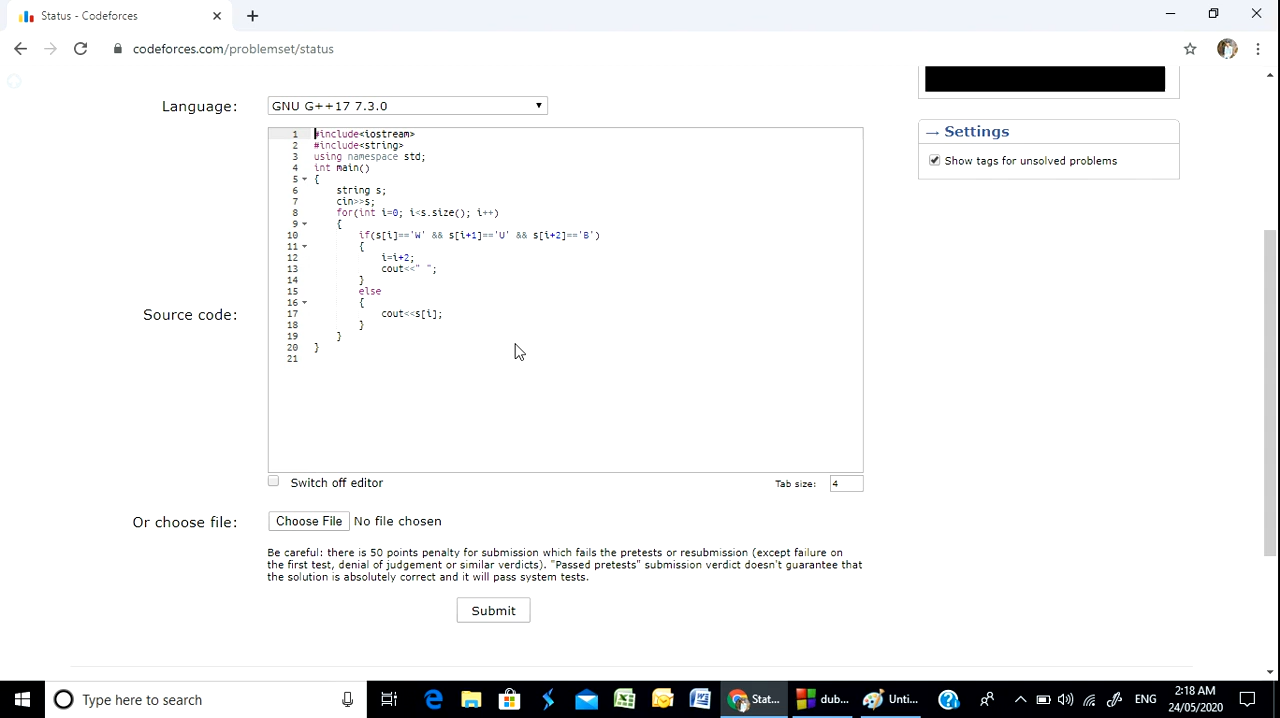 Status - Codeforces
codeforces.com/problemset/status
Language:
GNU G++17 7.3.0
1 #include<iostream>
2 #include<string>
3 using namespace std;
4 int main()
5 {
6 string s;
7 cin>>s;
8 for(int i=0; i<s.size(); i++)
9 {
10 if(s[i]=='W' && s[i+1]=='U' && s[i+2]=='B')
11 {
12 i=i+2;
13 cout<<" ";
14 }
15 else
16 {
17 cout<<s[i];
18 }
19 }
20 }
21
Source code:
Switch off editor
Tab size: 4
Or choose file:
Choose File No file chosen
Be careful: there is 50 points penalty for submission which fails the pretests or resubmission (except failure on
the first test, denial of judgement or similar verdicts). "Passed pretests" submission verdict doesn't guarantee that
the solution is absolutely correct and it will pass system tests.
Submit
→ Settings
Show tags for unsolved problems
Type here to search
Stat...
dub...
Unti...
ENG
2:18 AM
24/05/2020